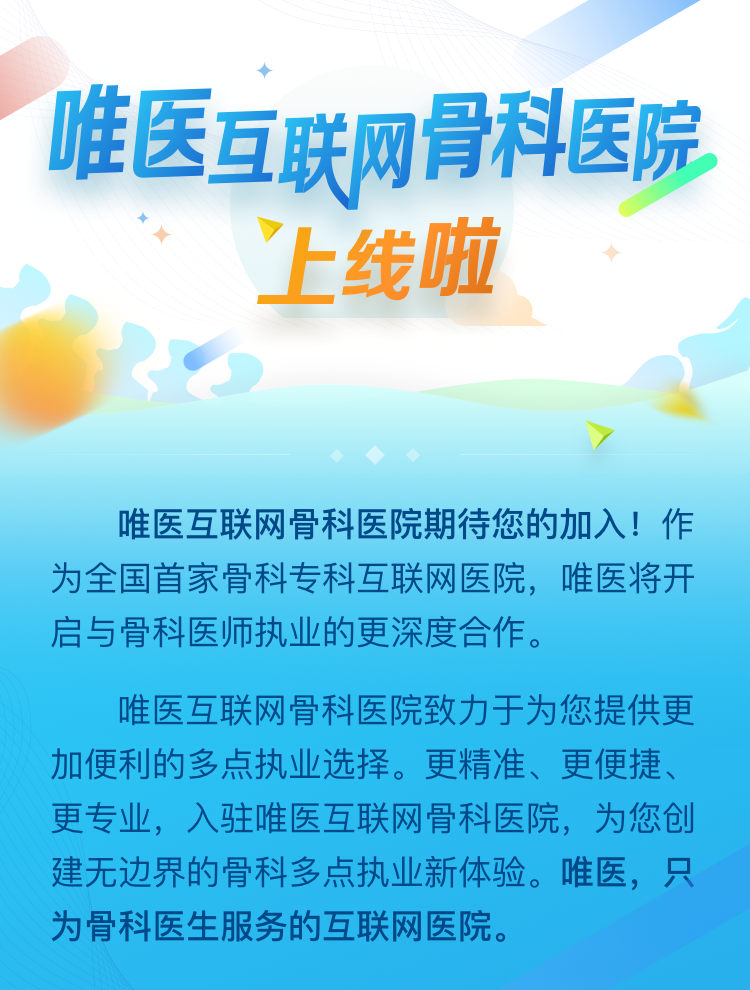 唯医互联网骨科医院
上线啦
唯医互联网骨科医院期待您的加入！作
为全国首家骨科专科互联网医院，唯医将开
启与骨科医师执业的更深度合作。
唯医互联网骨科医院致力于为您提供更
加便利的多点执业选择。更精准、更便捷、
更专业，入驻唯医互联网骨科医院，为您创
建无边界的骨科多点执业新体验。唯医，只
为骨科医生服务的互联网医院。